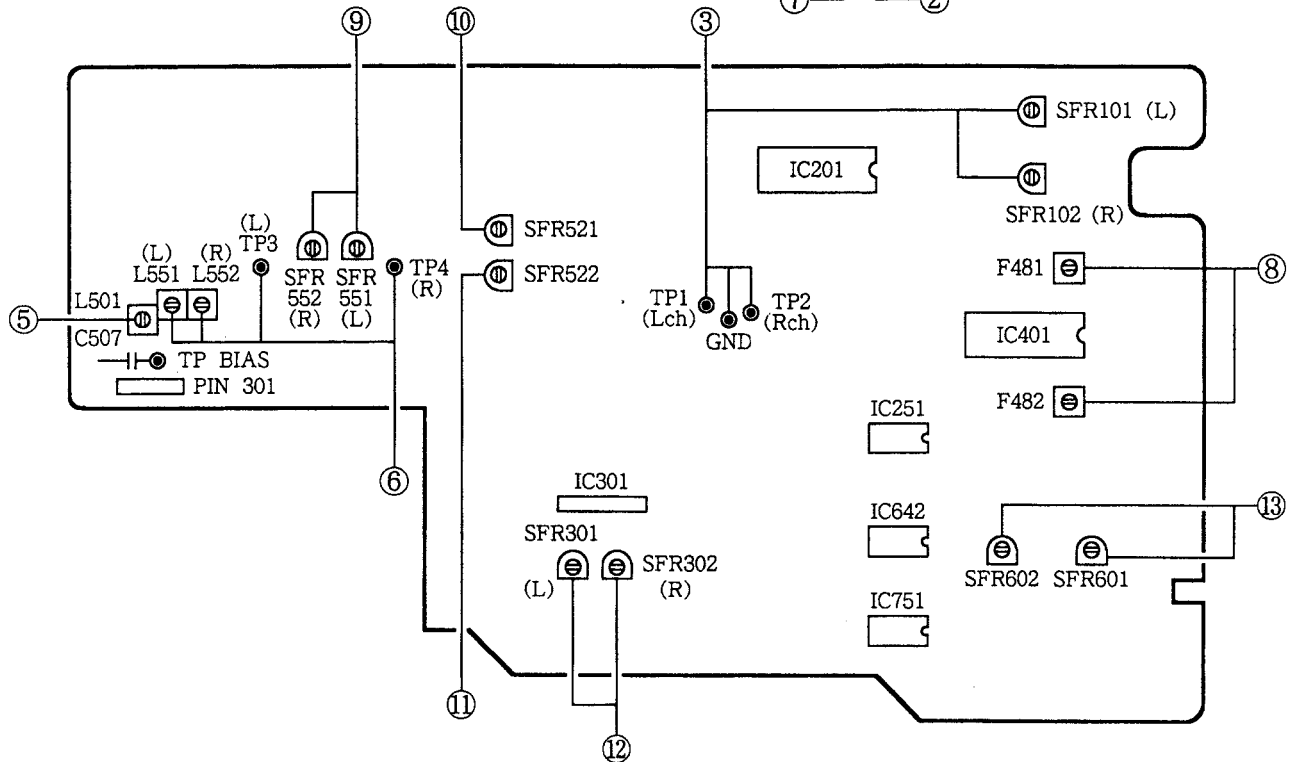 ⑦ ②
⑨ ⑩ ③
SFR101 (L)
IC201
SFR102 (R)
SFR521
(L)
TP3
(L)
L551
(R)
L552
SFR
552
(R)
SFR
551
(L)
TP4
(R)
SFR522
F481
⑧
L501
⑤
C507
TP BIAS
PIN 301
TP1
(Lch)
GND
TP2
(Rch)
IC401
F482
IC251
⑥
IC301
IC642
⑬
SFR301
(L)
SFR302
(R)
SFR602
SFR601
IC751
⑪
⑫